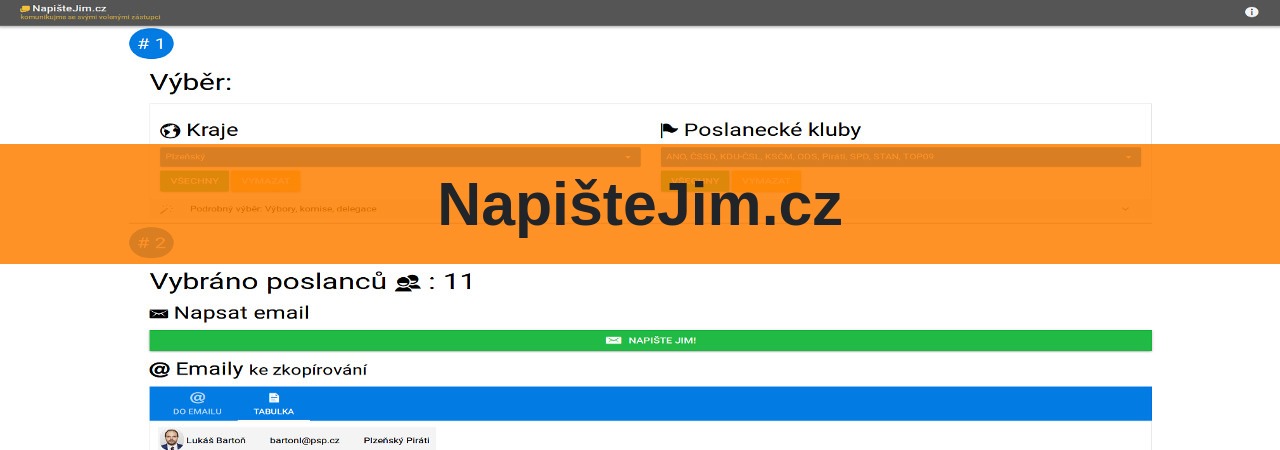 NapišteJim.cz
komunikujme se svými volenými zástupci
# 1
Výběr:
Kraje
Poslanecké kluby
Plzeňský
ANO, ČSSD, KDU-ČSL, KSČM, ODS, Piráti, SPD, STAN, TOP09
VŠECHNY VYMAZAT
VŠECHNY VYMAZAT
NapišteJim.cz
Podrobný výběr: Výbory, komise, delegace
# 2
Vybráno poslanců : 11
Napsat email
NAPIŠTE JIM!
@ Emaily ke zkopírování
@
DO EMAILU
TABULKA
Lukáš Bartoň bartonl@psp.cz Plzeňský Piráti